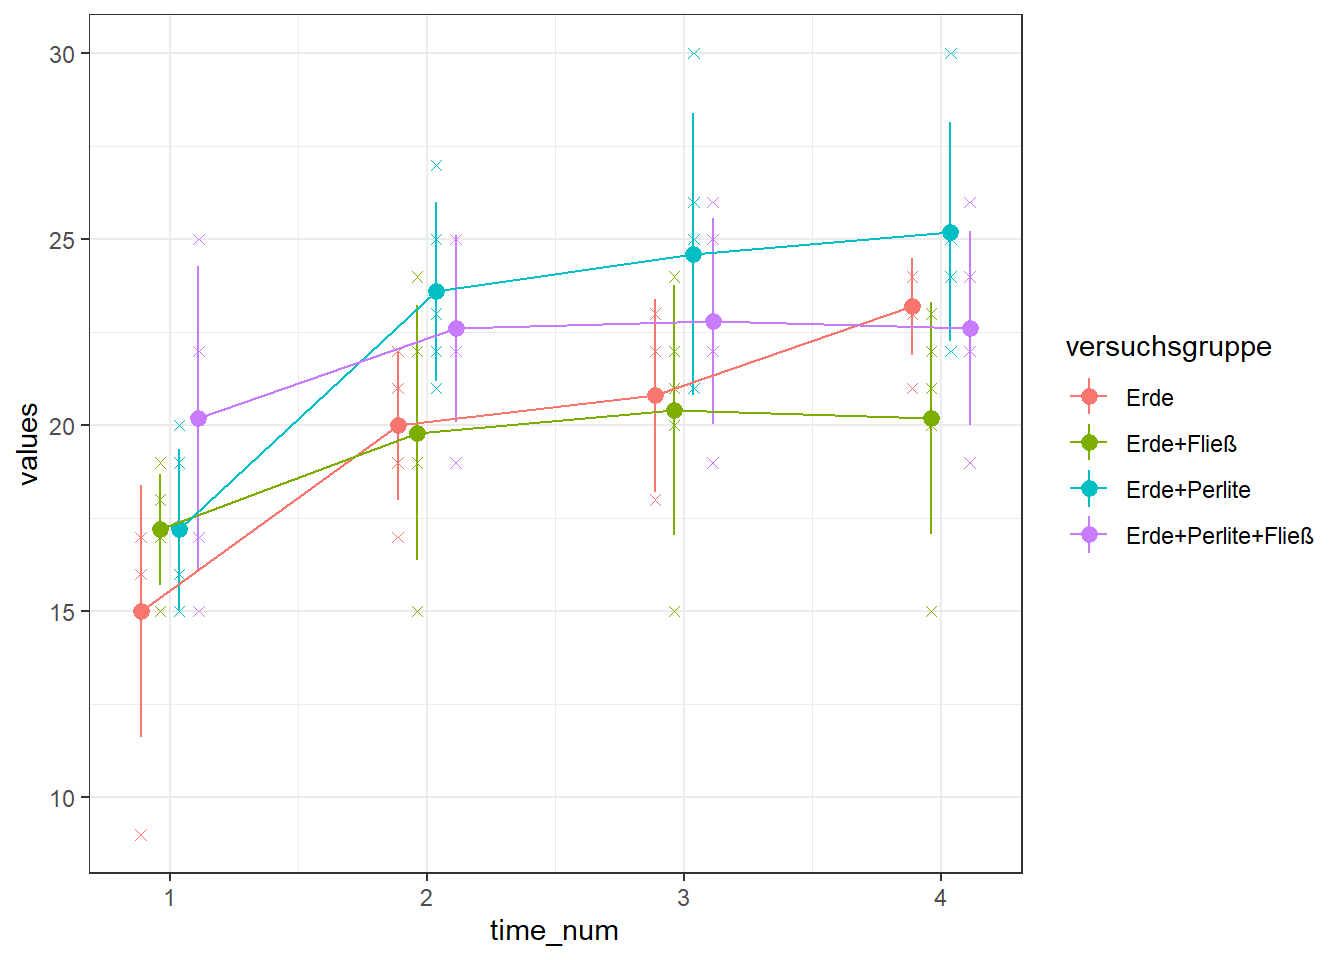 30
25
20
15
10
values
1 2 3 4
time_num
versuchsgruppe
Erde
Erde+Fließ
Erde+Perlite
Erde+Perlite+Fließ